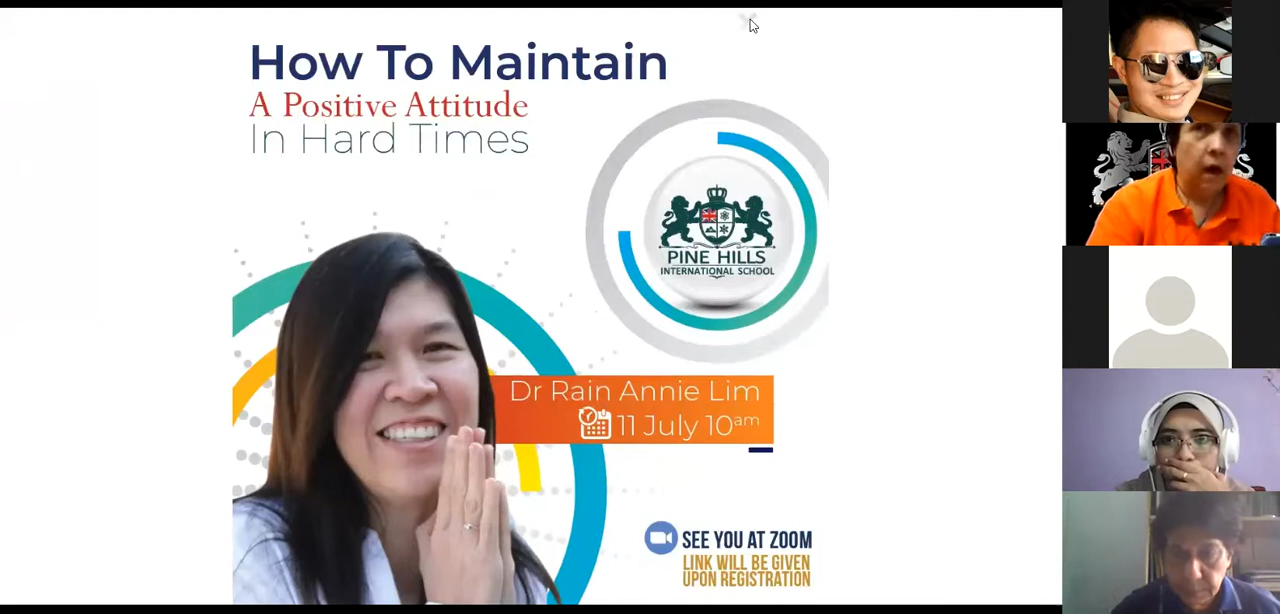 How To Maintain
A Positive Attitude
In Hard Times
PINE HILLS
INTERNATIONAL SCHOOL
Dr Rain Annie Lim
11 July 10am
SEE YOU AT ZOOM
LINK WILL BE GIVEN
UPON REGISTRATION